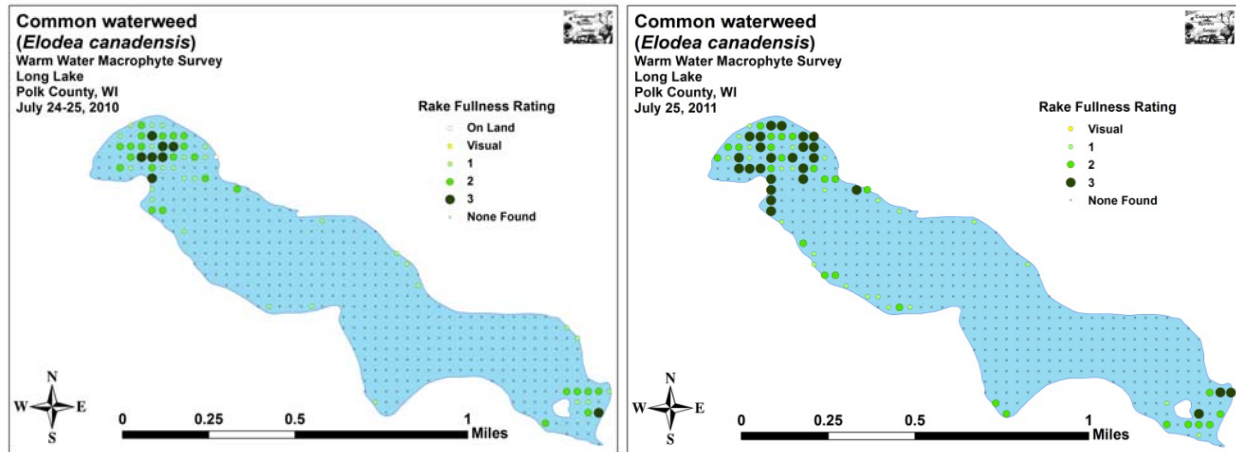 Common waterweed
(Elodea canadensis)
Warm Water Macrophyte Survey
Long Lake
Polk County, WI
July 24-25, 2010
Rake Fullness Rating
On Land
Visual
1
2
3
None Found
N
W E
S
0 0.25 0.5 1
Miles
Common waterweed
(Elodea canadensis)
Warm Water Macrophyte Survey
Long Lake
Polk County, WI
July 25, 2011
Rake Fullness Rating
Visual
1
2
3
None Found
N
W E
S
0 0.25 0.5 1
Miles